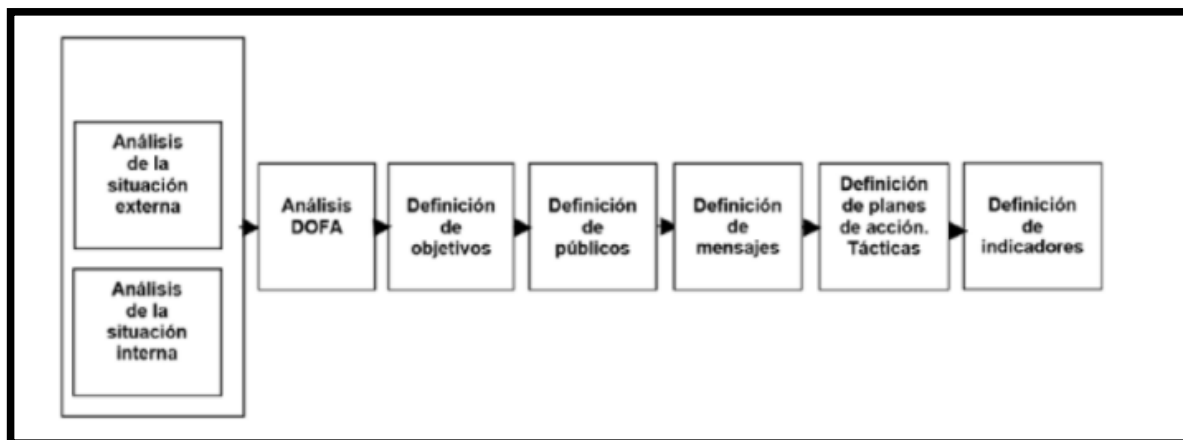 Análisis
de la
situación
externa
Análisis
de la
situación
interna
Análisis
DOFA
Definición
de
objetivos
Definición
de
públicos
Definición
de
mensajes
Definición
de planes
de acción.
Tácticas
Definición
de
indicadores